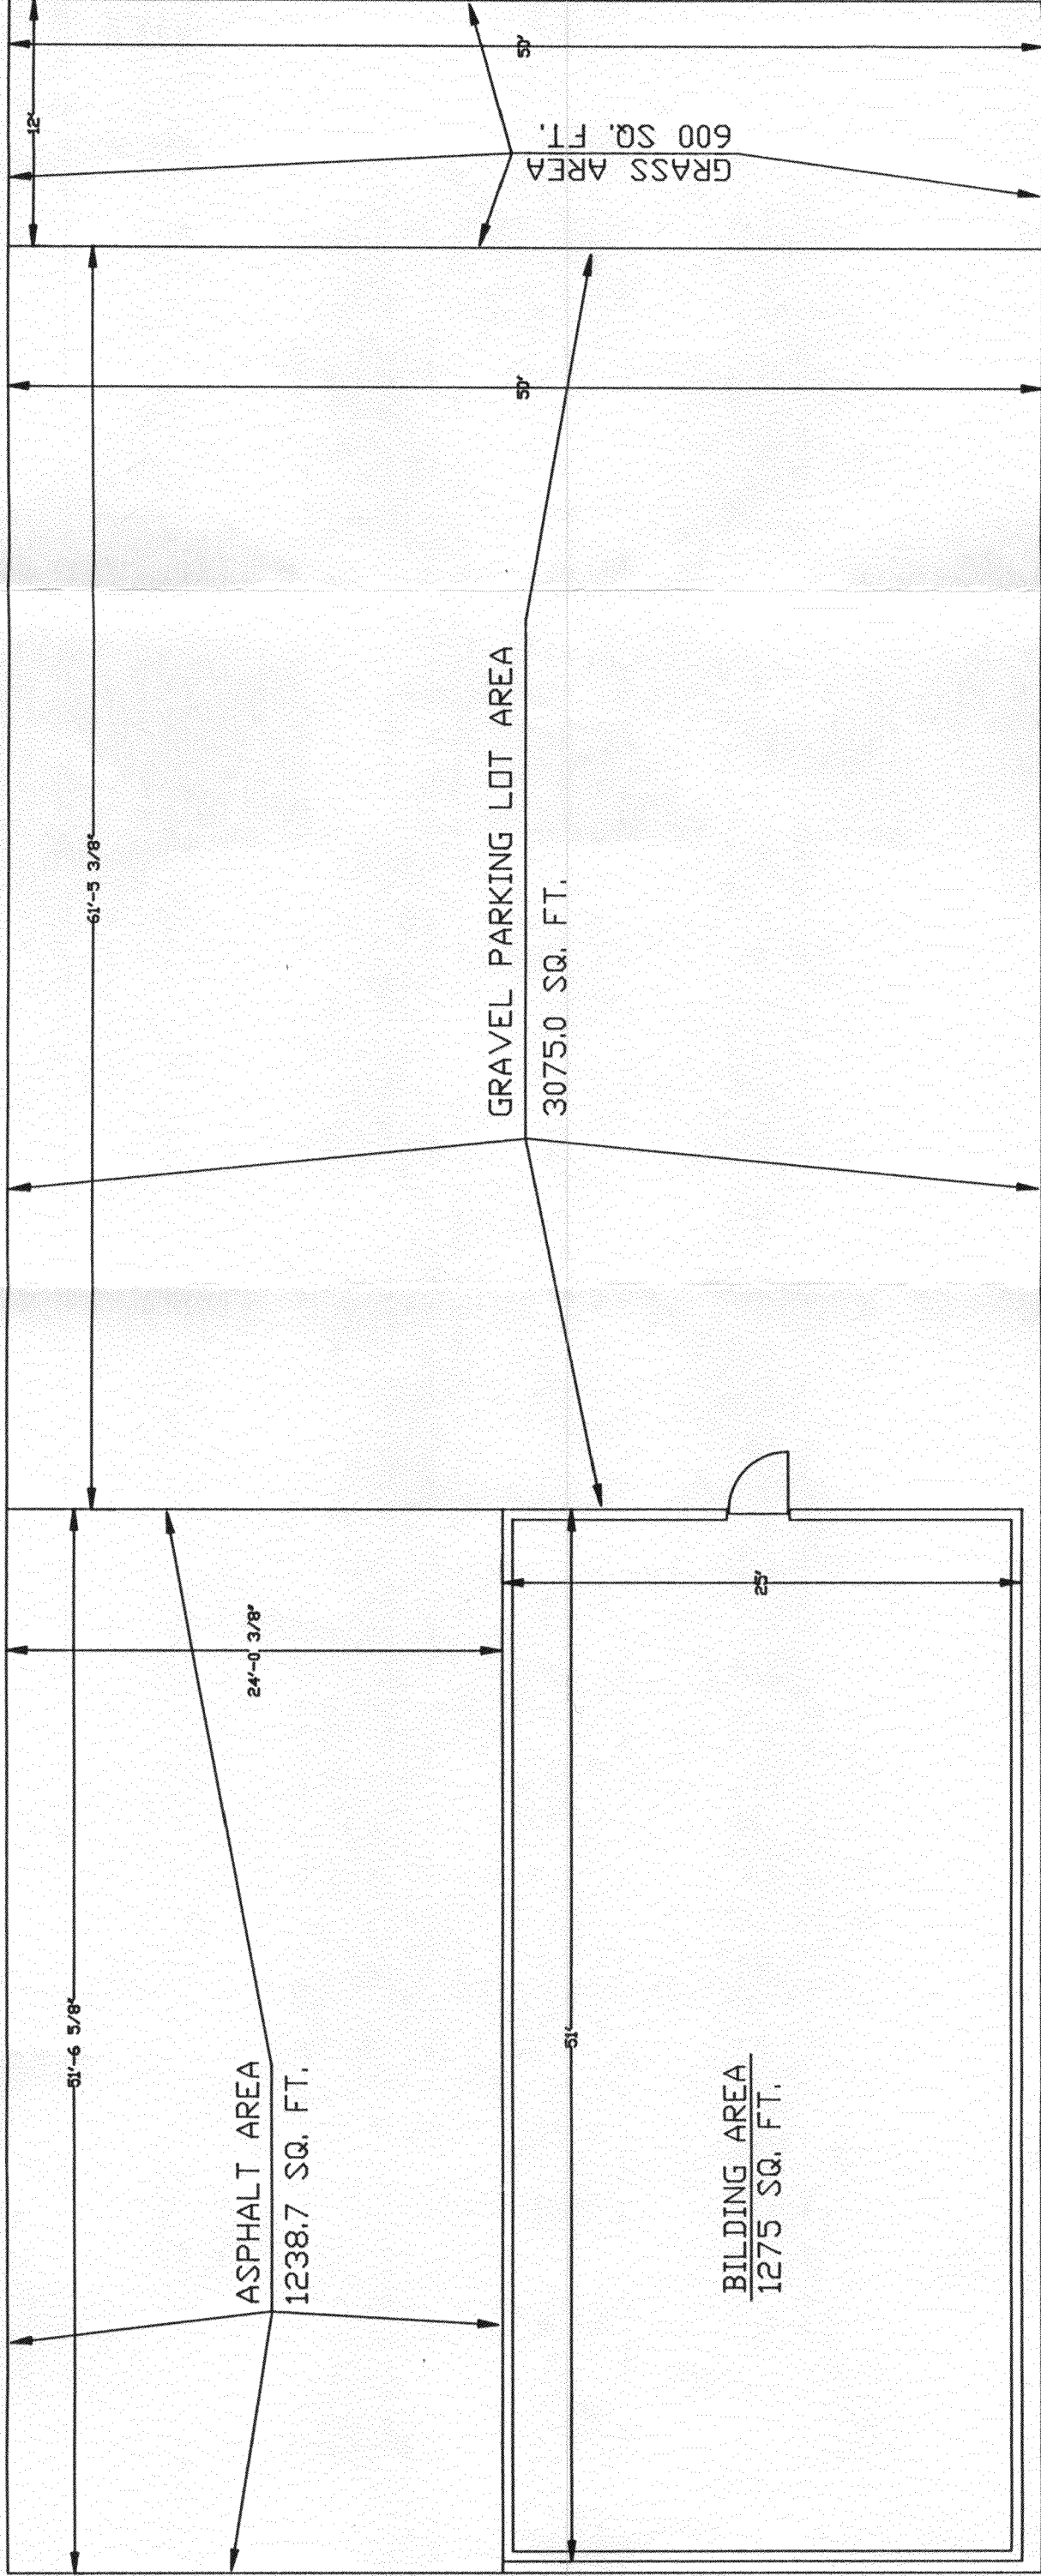 12"
50'
GRASS AREA
600 SQ. FT.
61'-5 3/8"
50'
GRAVEL PARKING LOT AREA
3075.0 SQ. FT.
51'-6 5/8"
24'-0 3/8"
ASPHALT AREA
1238.7 SQ. FT.
51'
25'
BILDING AREA
1275 SQ. FT.